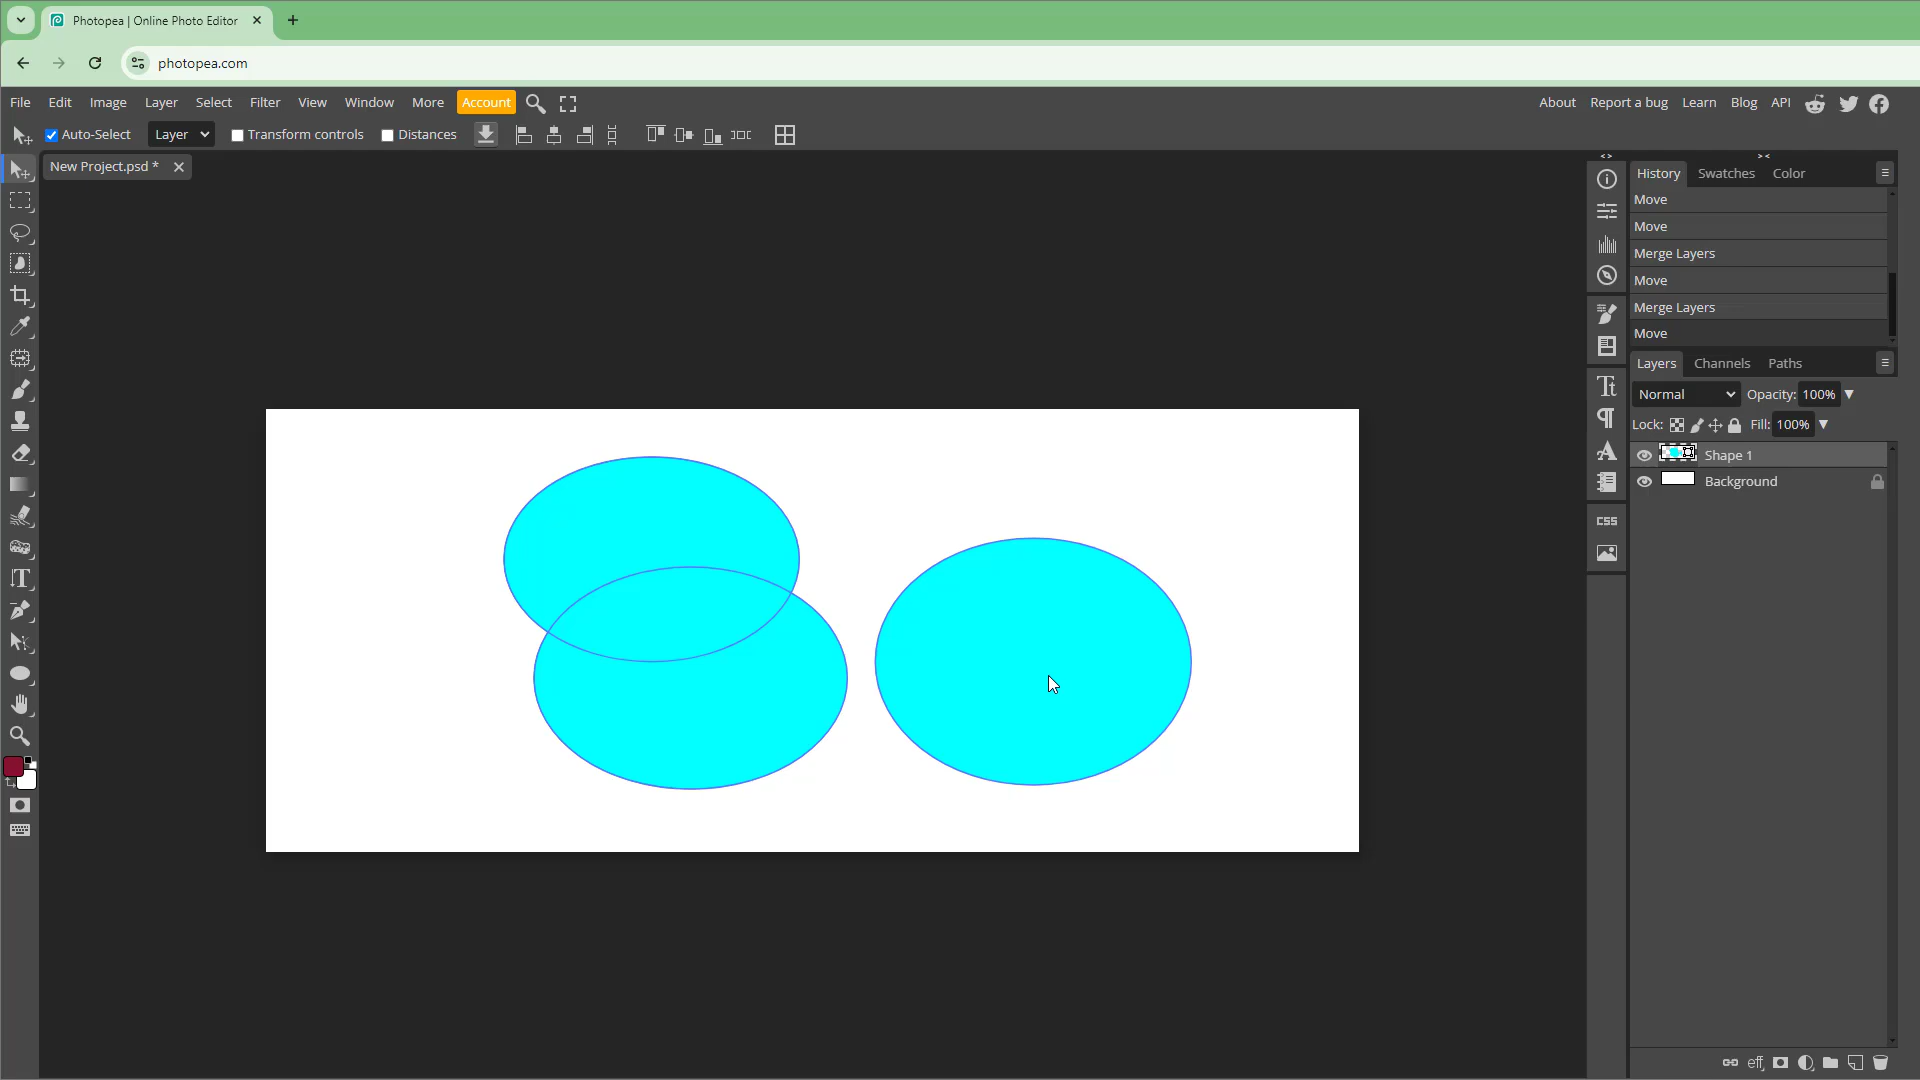 Photopea | Online Photo Editor
photopea.com
File Edit Image Layer Select Filter View Window More Account About Report a bug Learn Blog API
Auto-Select Layer Transform controls Distances
New Project.psd *
History Swatches Color
Move
Move
Merge Layers
Move
Merge Layers
Move
Layers Channels Paths
Normal Opacity: 100%
Lock: Fill: 100%
Shape 1
Background
CSS
eff